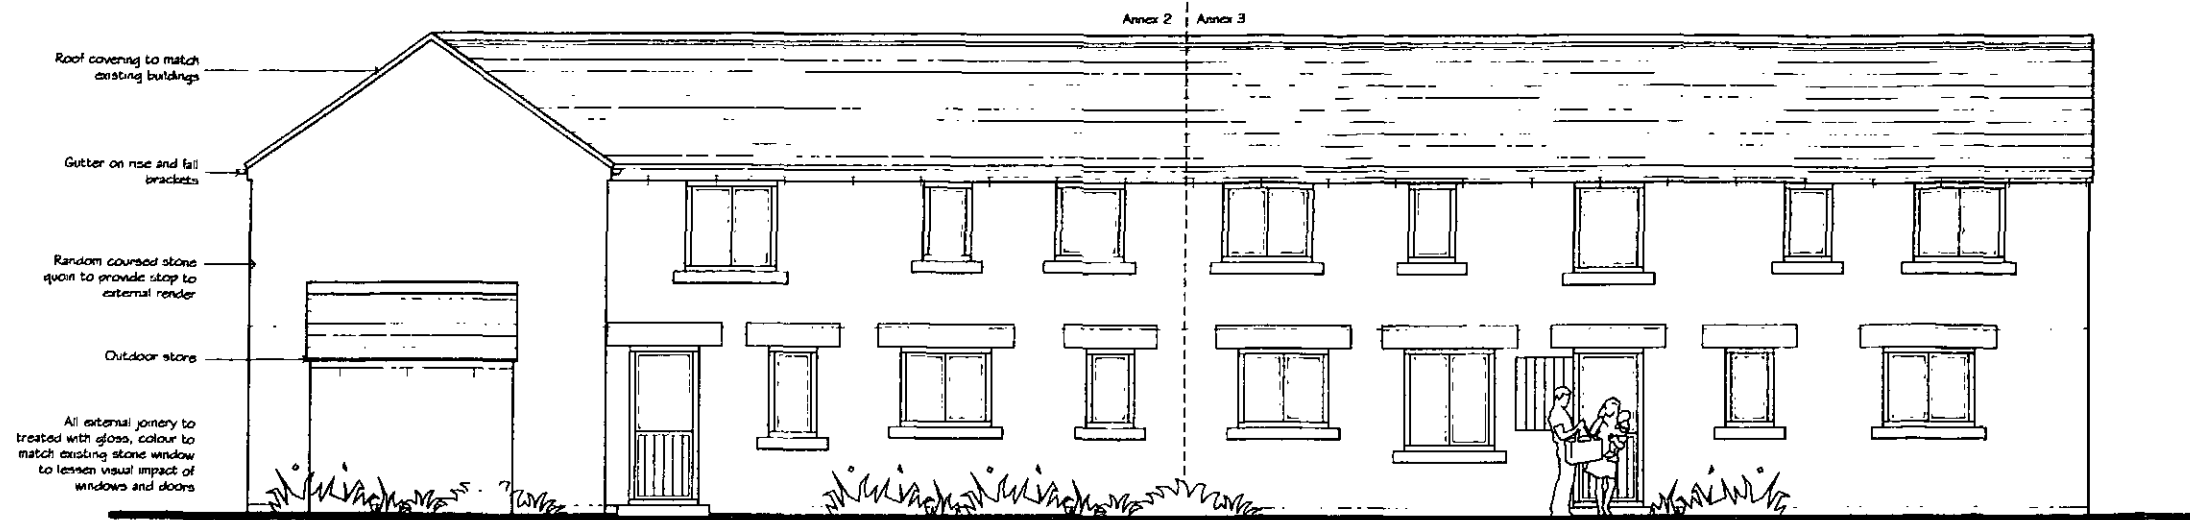 Annex 2 Annex 3
Roof covering to match
existing buildings
Gutter on rise and fall
brackets
Random coursed stone
quoin to provide stop to
external render
Outdoor store
All external joinery to
treated with gloss, colour to
match existing stone window
to lessen visual impact of
windows and doors